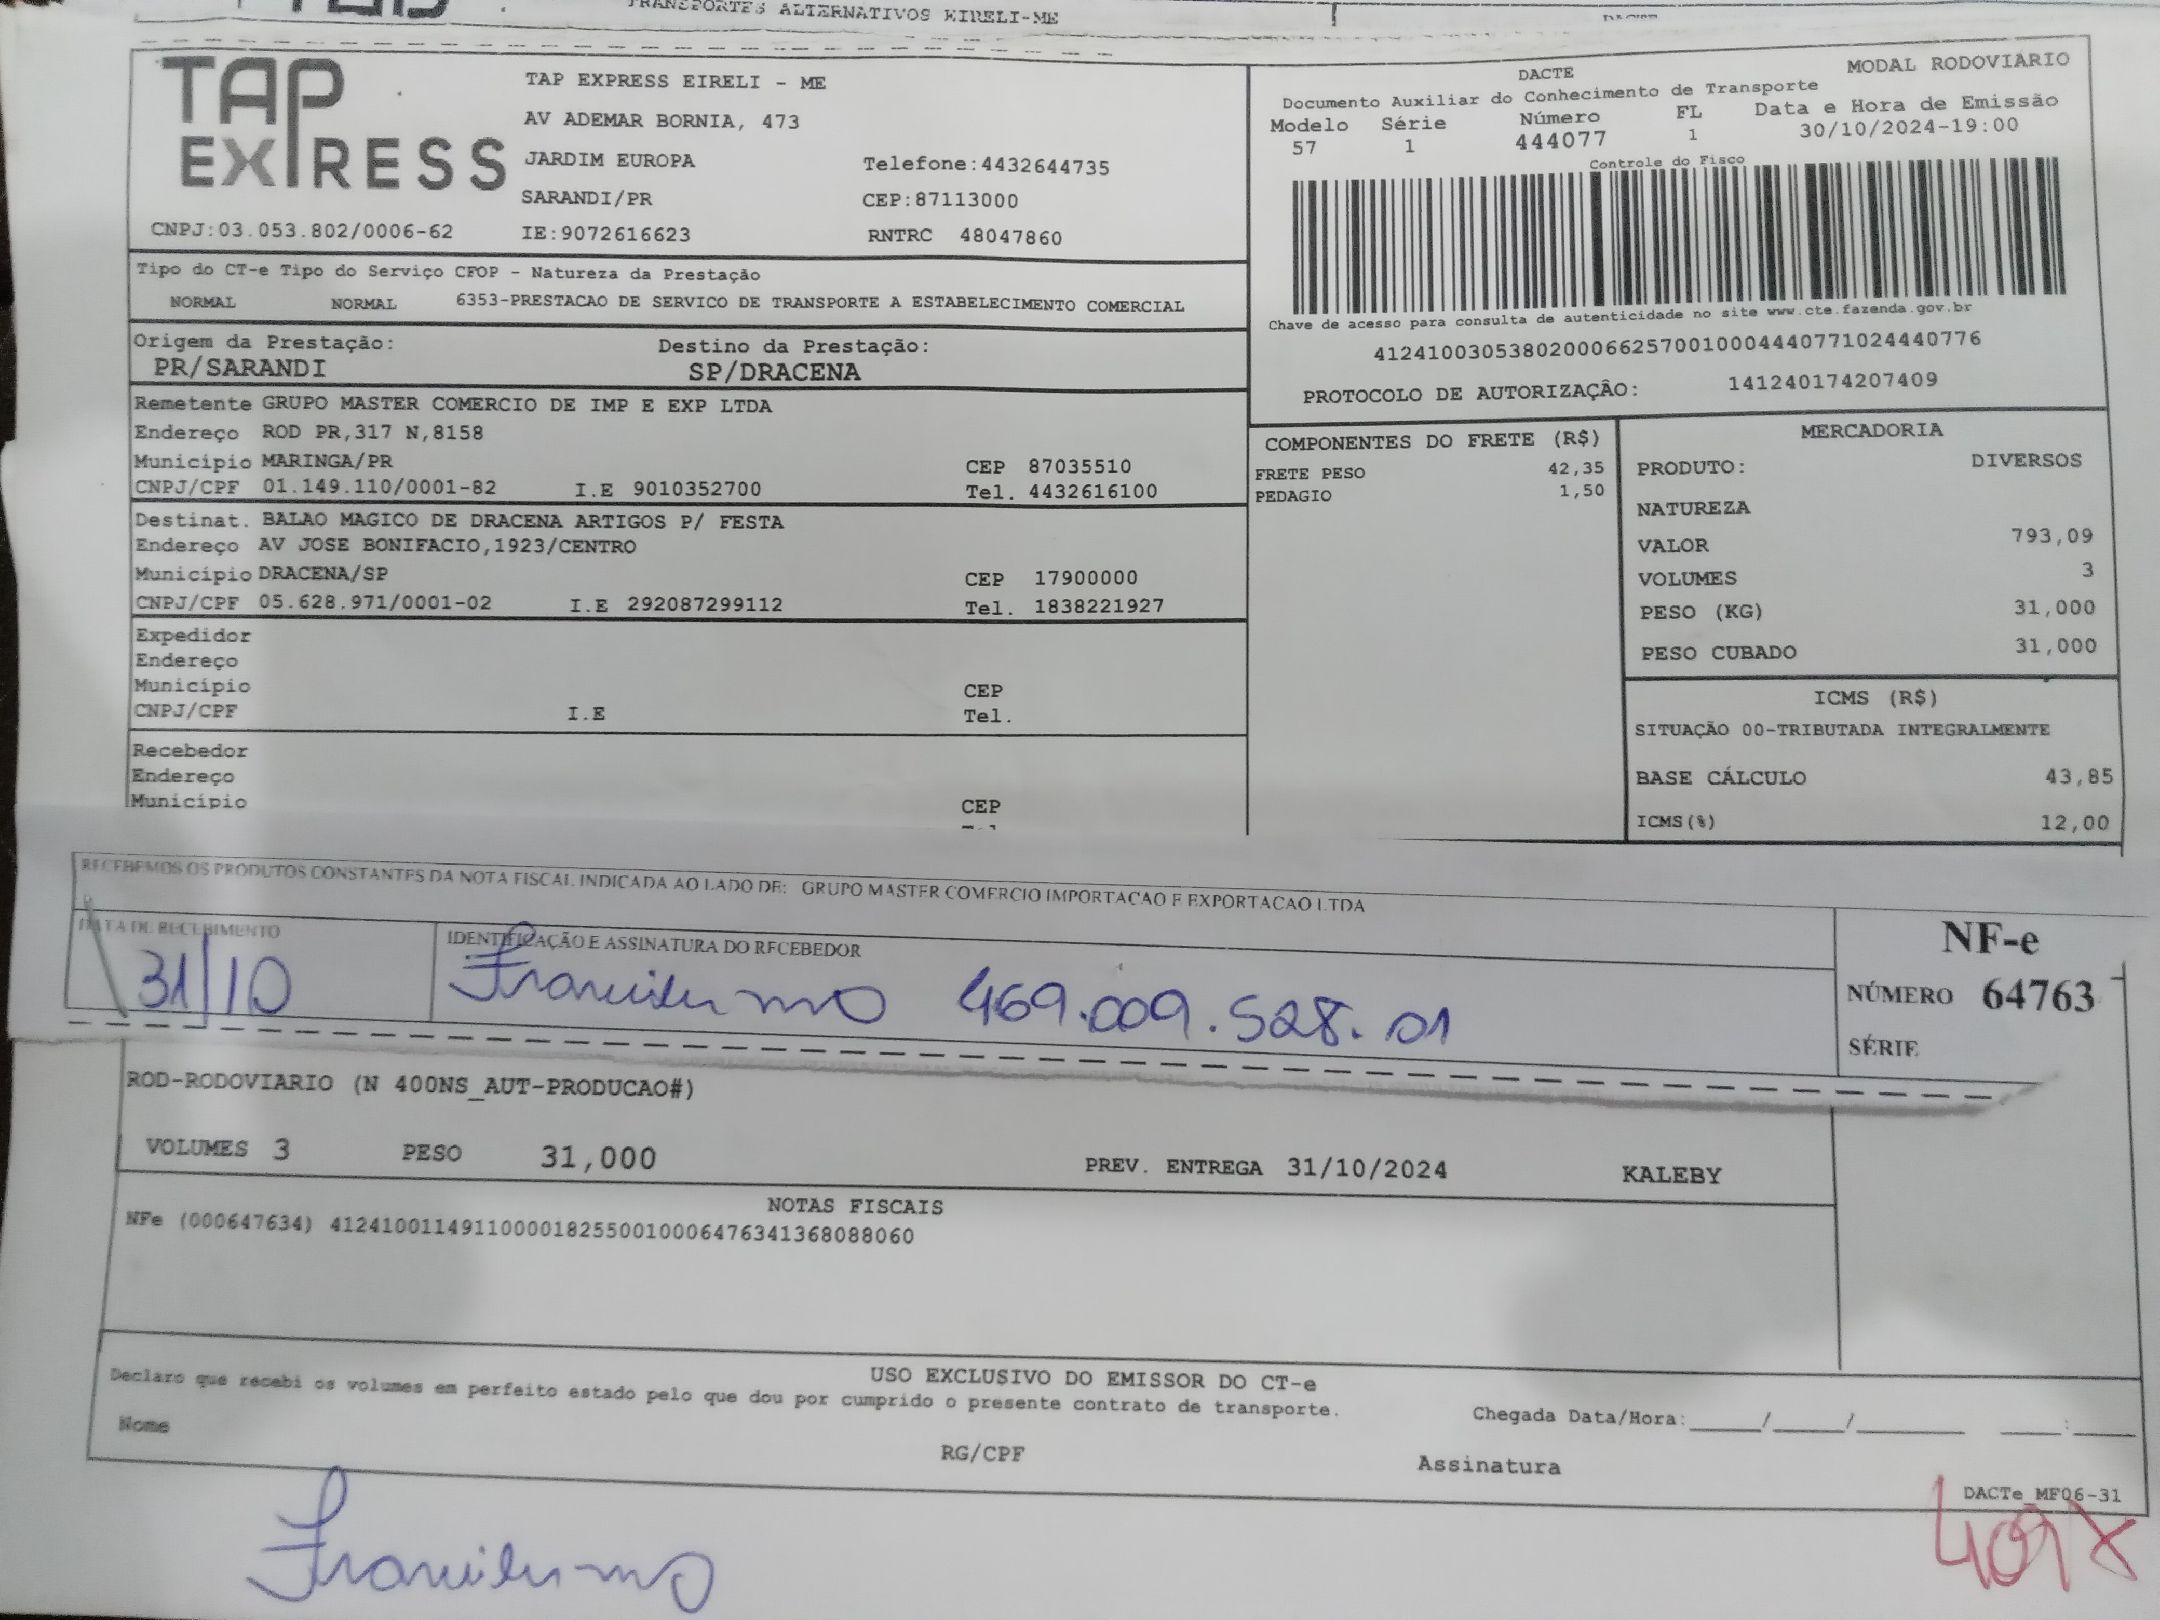 TRANSPORTES ALTERNATIVOS EIRELI-ME
TAP EXPRESS
TAP EXPRESS EIRELI - ME
AV ADEMAR BORNIA, 473
JARDIM EUROPA Telefone:4432644735
SARANDI/PR CEP:87113000
CNPJ:03.053.802/0006-62 IE:9072616623 RNTRC 48047860
DACTE MODAL RODOVIARIO
Documento Auxiliar do Conhecimento de Transporte
Modelo Série Número FL Data e Hora de Emissão
57 1 444077 1 30/10/2024-19:00
Controle do Fisco
Chave de acesso para consulta de autenticidade no site www.cte.fazenda.gov.br
41241003053802000662570010004440771024440776
PROTOCOLO DE AUTORIZAÇÃO: 141240174207409
Tipo do CT-e Tipo do Serviço CFOP - Natureza da Prestação
NORMAL NORMAL 6353-PRESTACAO DE SERVICO DE TRANSPORTE A ESTABELECIMENTO COMERCIAL
Origem da Prestação: Destino da Prestação:
PR/SARANDI SP/DRACENA
Remetente GRUPO MASTER COMERCIO DE IMP E EXP LTDA
Endereço ROD PR,317 N,8158
Município MARINGA/PR CEP 87035510
CNPJ/CPF 01.149.110/0001-82 I.E 9010352700 Tel. 4432616100
Destinat. BALAO MAGICO DE DRACENA ARTIGOS P/ FESTA
Endereço AV JOSE BONIFACIO,1923/CENTRO
Município DRACENA/SP CEP 17900000
CNPJ/CPF 05.628.971/0001-02 I.E 292087299112 Tel. 1838221927
Expedidor
Endereço
Município CEP
CNPJ/CPF I.E Tel.
Recebedor
Endereço
Município CEP
COMPONENTES DO FRETE (R$)
FRETE PESO 42,35
PEDAGIO 1,50
MERCADORIA
PRODUTO: DIVERSOS
NATUREZA
VALOR 793,09
VOLUMES 3
PESO (KG) 31,000
PESO CUBADO 31,000
ICMS (R$)
SITUAÇÃO 00-TRIBUTADA INTEGRALMENTE
BASE CÁLCULO 43,85
ICMS(%) 12,00
RECEBEMOS OS PRODUTOS CONSTANTES DA NOTA FISCAL INDICADA AO LADO DE: GRUPO MASTER COMERCIO IMPORTACAO E EXPORTACAO LTDA
DATA DE RECEBIMENTO IDENTIFICAÇÃO E ASSINATURA DO RECEBEDOR
31/10 469.009.528.01
NF-e
NÚMERO 64763
SÉRIE
ROD-RODOVIARIO (N 400NS_AUT-PRODUCAO#)
VOLUMES 3 PESO 31,000 PREV. ENTREGA 31/10/2024 KALEBY
NOTAS FISCAIS
NFe (000647634) 41241001149110000182550010006476341368088060
USO EXCLUSIVO DO EMISSOR DO CT-e
Declaro que recebi os volumes em perfeito estado pelo que dou por cumprido o presente contrato de transporte.
Chegada Data/Hora:____/____/______ ____:____
Nome RG/CPF Assinatura
DACTe_MF06-31